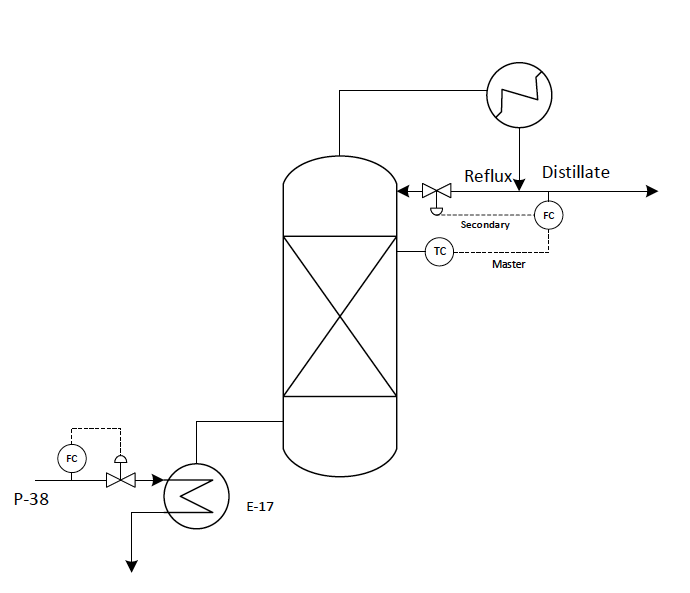 Reflux
Distillate
FC
Secondary
TC
Master
FC
P-38
E-17